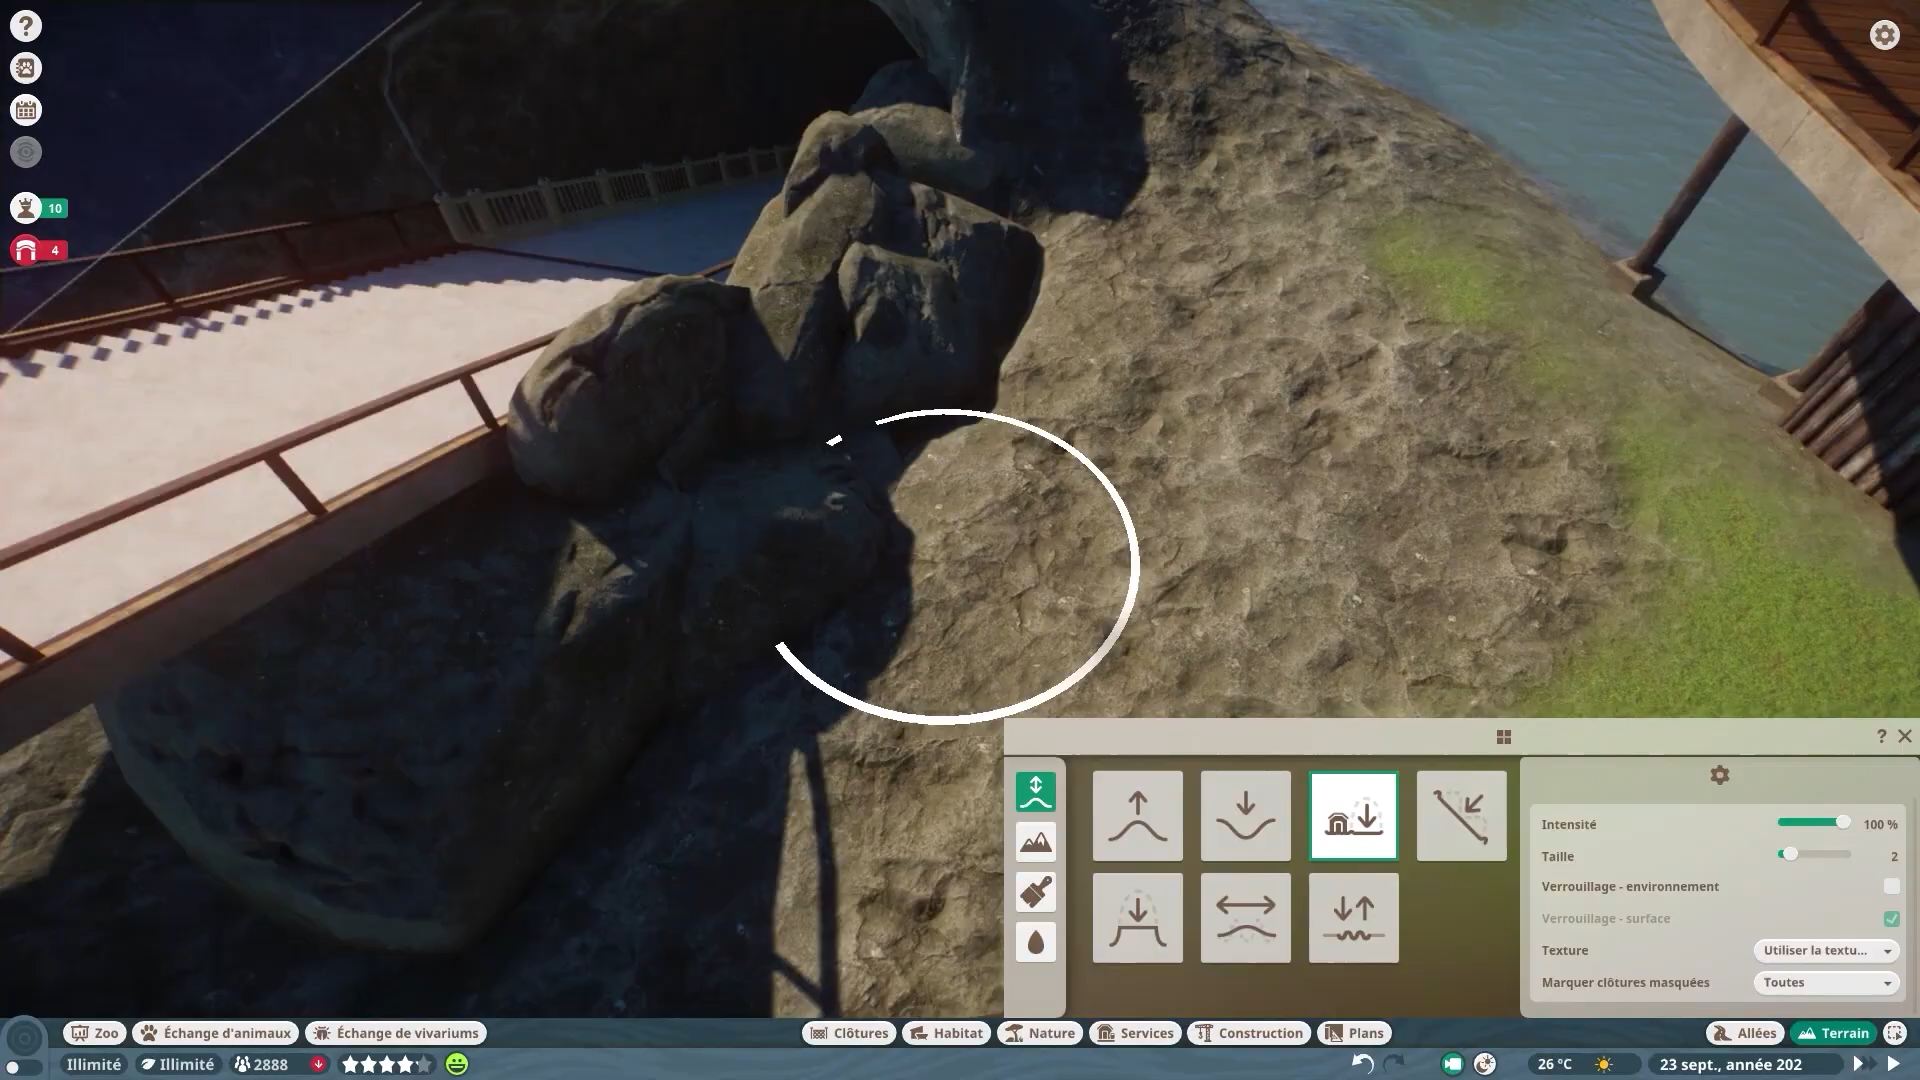 ?
10
4
? ×
Intensité 100 %
Taille 2
Verrouillage - environnement
Verrouillage - surface
Texture Utiliser la textu...
Marquer clôtures masquées Toutes
Zoo Échange d'animaux Échange de vivariums Clôtures Habitat Nature Services Construction Plans Allées Terrain
Illimité Illimité 2888 26 °C 23 sept., année 202